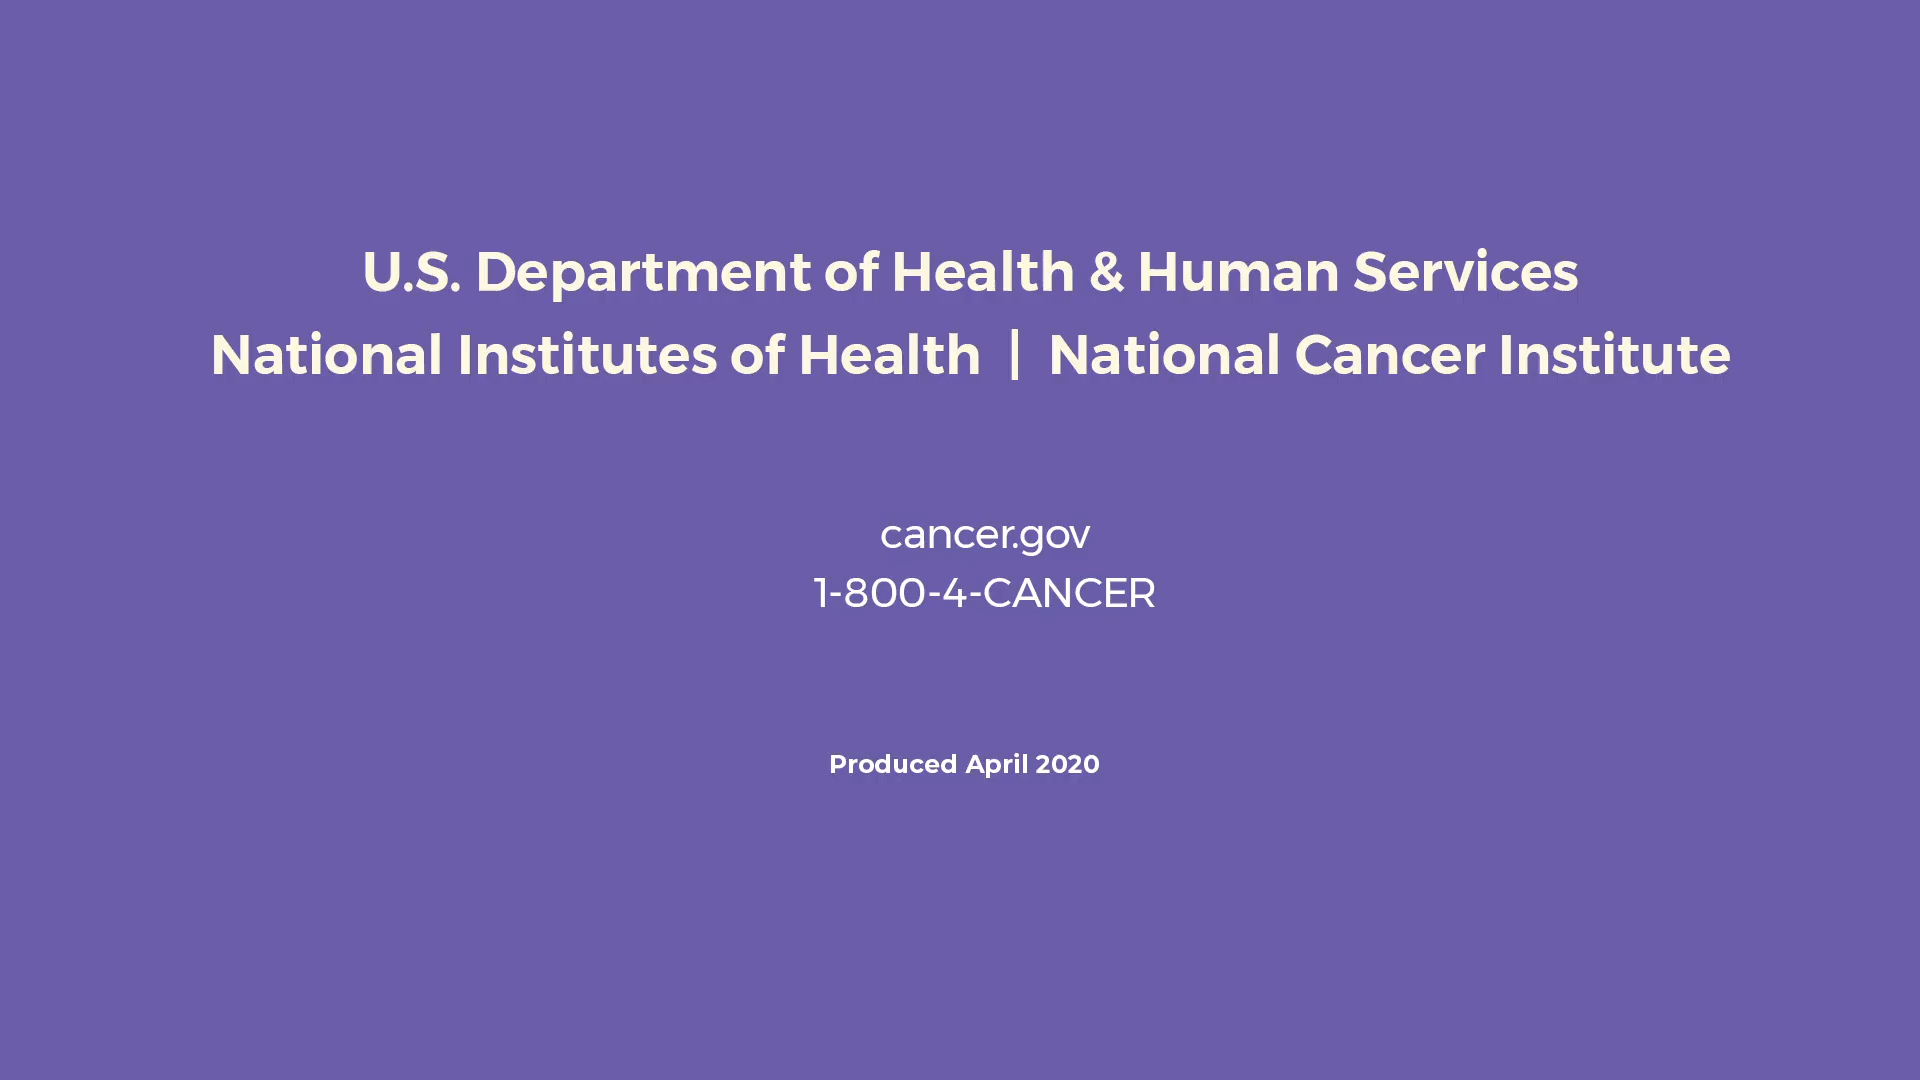 U.S. Department of Health & Human Services
National Institutes of Health | National Cancer Institute
cancer.gov
1-800-4-CANCER
Produced April 2020